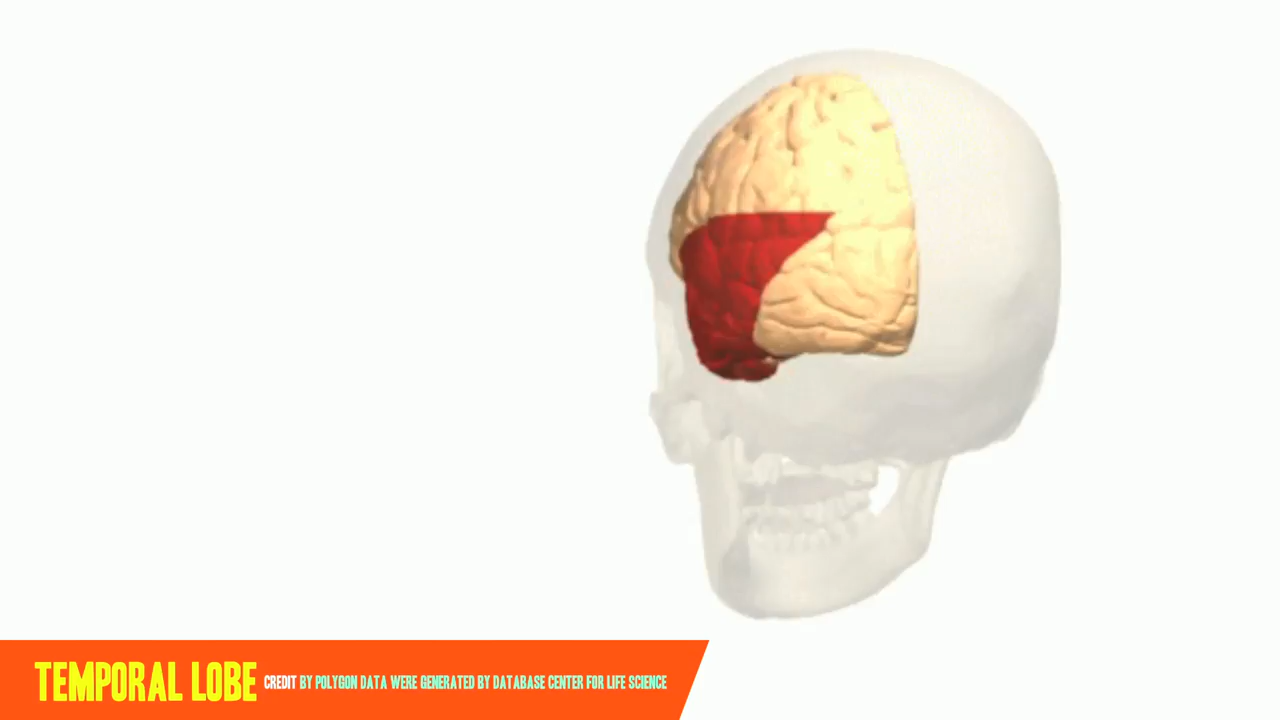 TEMPORAL LOBE CREDIT BY POLYGON DATA WERE GENERATED BY DATABASE CENTER FOR LIFE SCIENCE